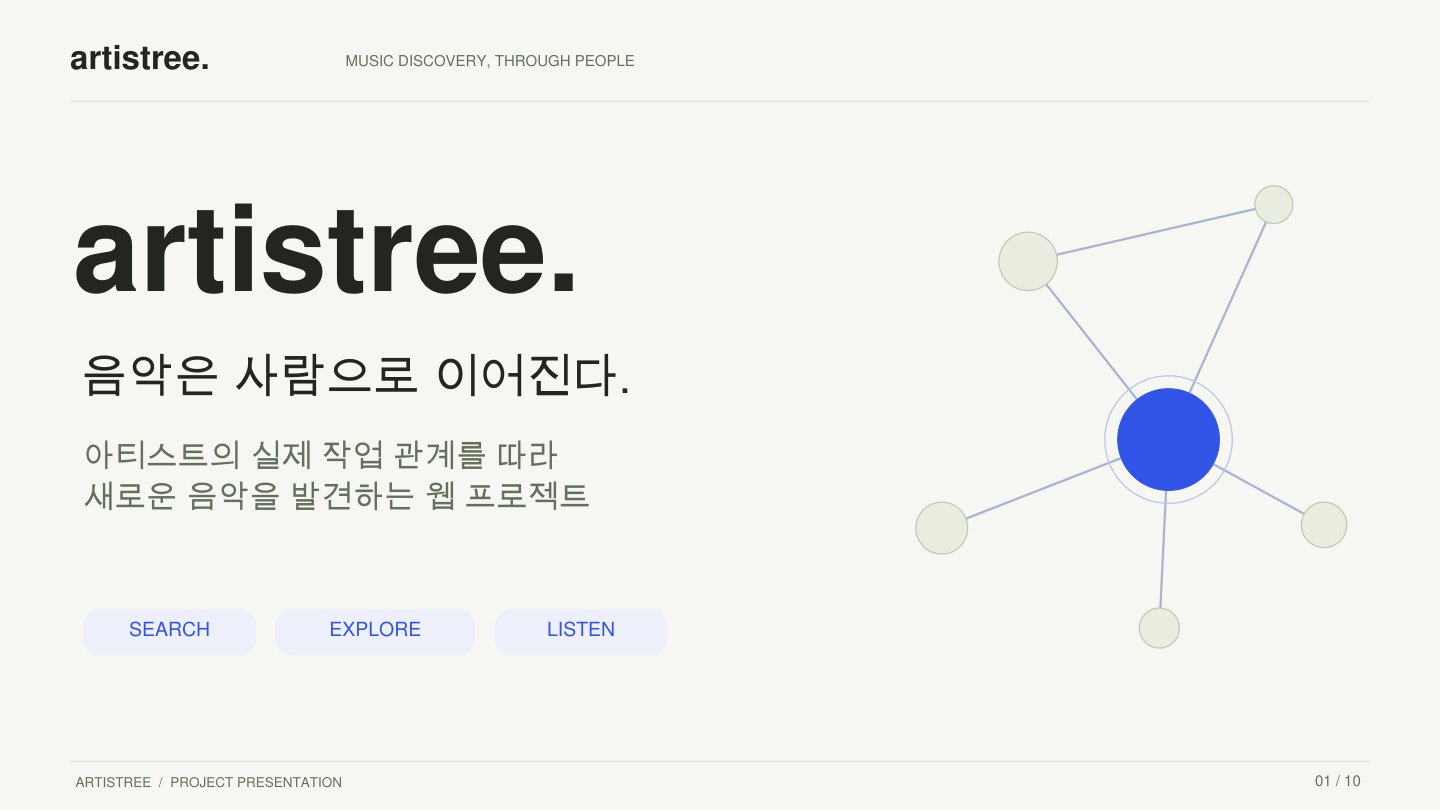 artistree.
MUSIC DISCOVERY, THROUGH PEOPLE
artistree.
음악은 사람으로 이어진다.
아티스트의 실제 작업 관계를 따라
새로운 음악을 발견하는 웹 프로젝트
SEARCH
EXPLORE
LISTEN
ARTISTREE / PROJECT PRESENTATION
01 / 10